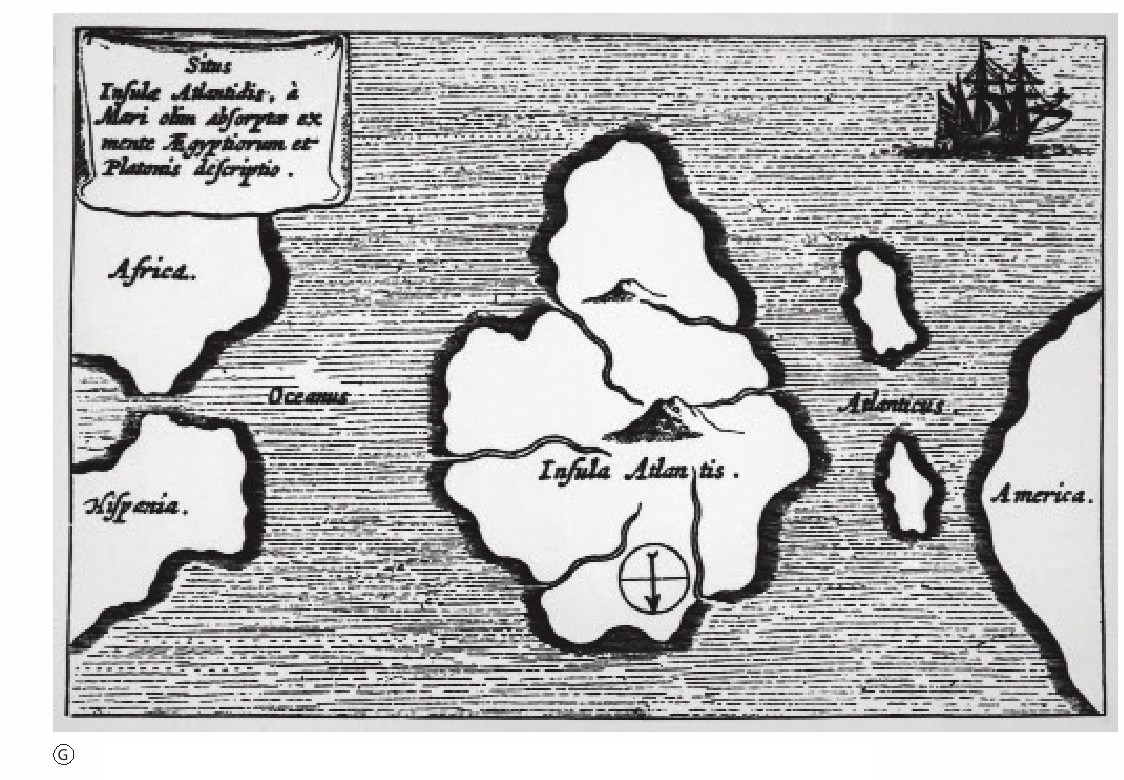 Situs
Insulæ Atlantidis, à
Mari olim absorptæ ex
mente Ægyptiorum et
Platonis descriptio.
Africa.
Oceanus
Atlanticus.
Insula Atlantis.
Hispania.
America.
G